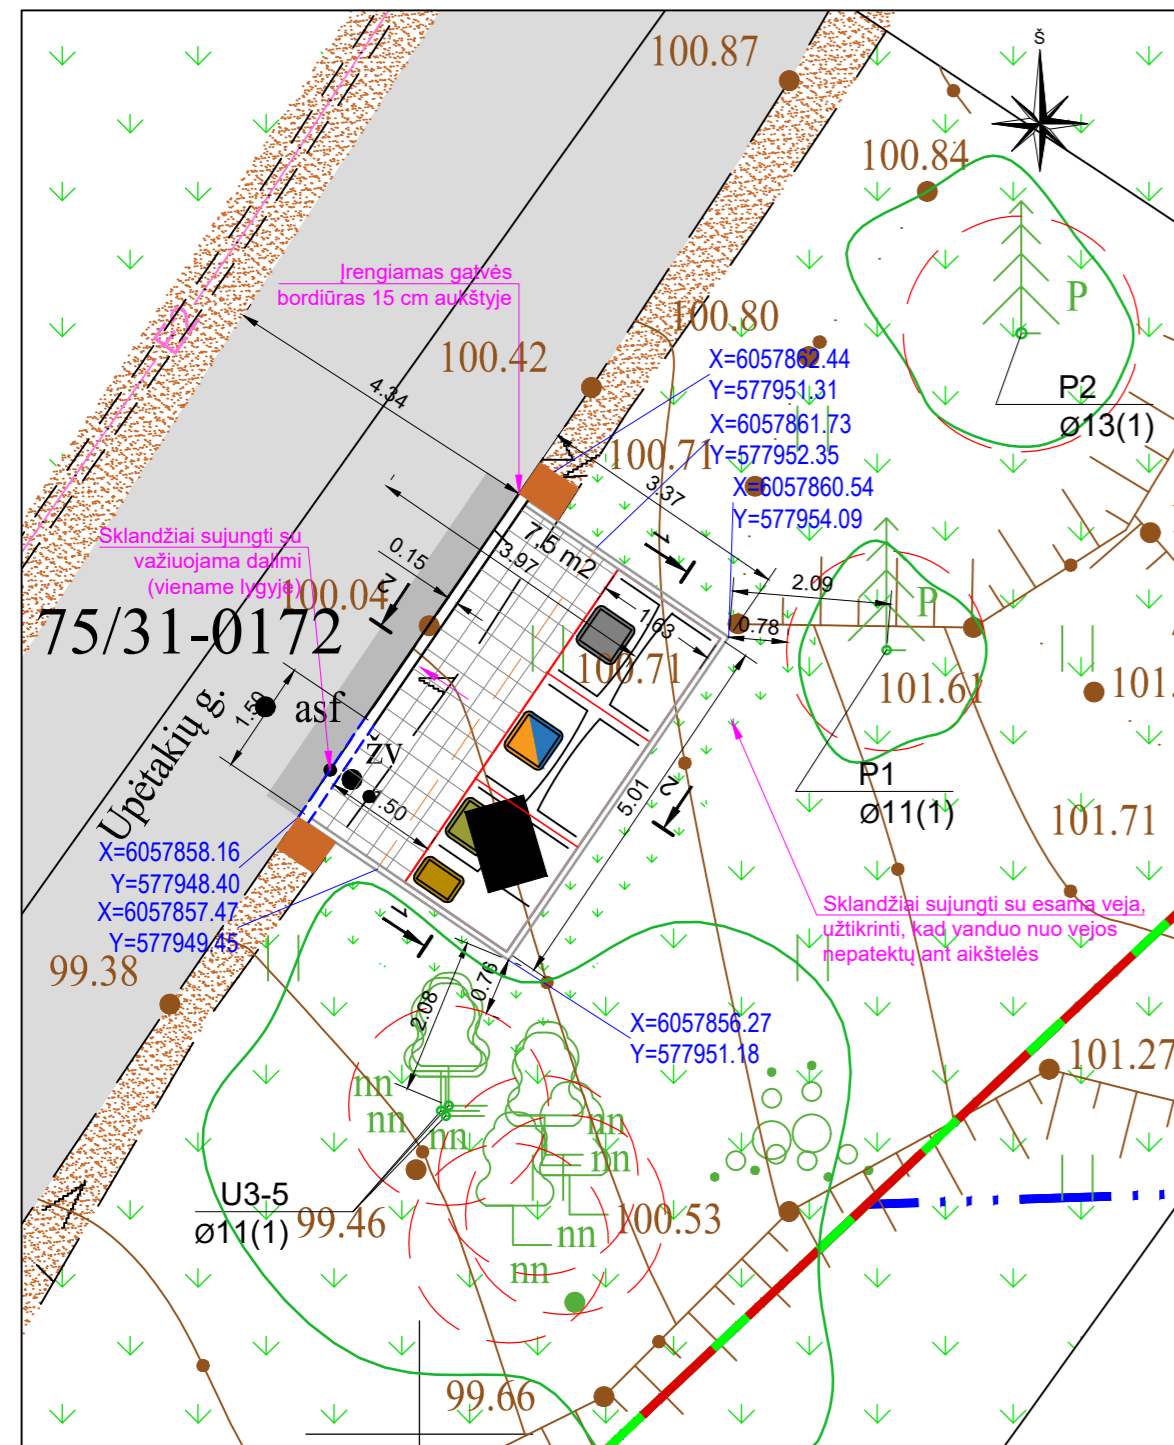 100.87
Š
100.84
Įrengiamas gatvės
bordiūras 15 cm aukštyje
E2
P
100.80
100.42
X=6057862.44
Y=577951.31
4.34
P2
Ø13(1)
X=6057861.73
Y=577952.35
100.71
3.37
X=6057860.54
Y=577954.09
Sklandžiai sujungti su
važiuojama dalimi
(viename lygyje)
7,5 m2
1
0.15
3.97
2.09
2
100.04
P
0.78
1.63
75/31-0172
100.71
101.61
101.
1.50
asf
Upėtakių g.
žv
P1
Ø11(1)
2
5.01
1.50
101.71
X=6057858.16
Y=577948.40
X=6057857.47
Y=577949.45
Sklandžiai sujungti su esama veja,
užtikrinti, kad vanduo nuo vejos
nepatektų ant aikštelės
1
99.38
0.76
2.08
X=6057856.27
Y=577951.18
101.27
nn
nn
nn
nn
nn
U3-5
Ø11(1)
99.46
100.53
nn
nn
99.66